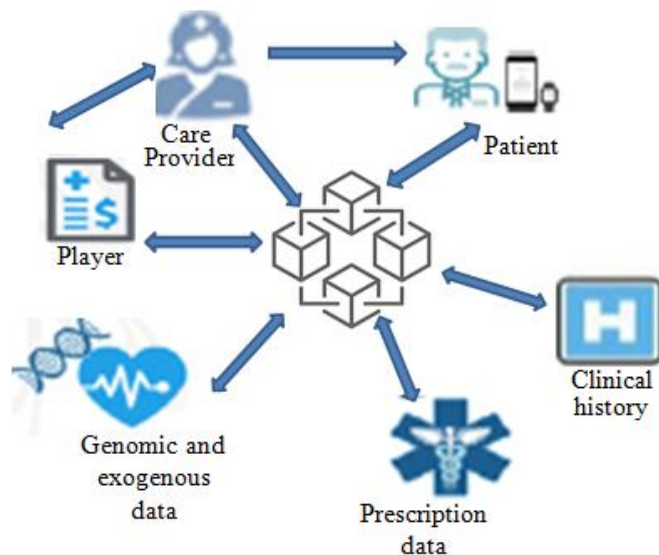 Care
Provider
Patient
Player
Clinical
history
Genomic and
exogenous
data
Prescription
data